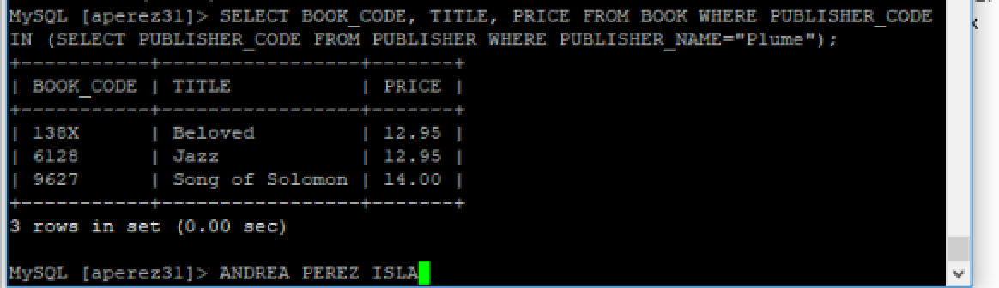 MySQL [aperez31]> SELECT BOOK_CODE, TITLE, PRICE FROM BOOK WHERE PUBLISHER_CODE
IN (SELECT PUBLISHER_CODE FROM PUBLISHER WHERE PUBLISHER_NAME="Plume");
+-----------+-----------------+-------+
| BOOK_CODE | TITLE           | PRICE |
+-----------+-----------------+-------+
| 138X      | Beloved         | 12.95 |
| 6128      | Jazz            | 12.95 |
| 9627      | Song of Solomon | 14.00 |
+-----------+-----------------+-------+
3 rows in set (0.00 sec)
MySQL [aperez31]> ANDREA PEREZ ISLA